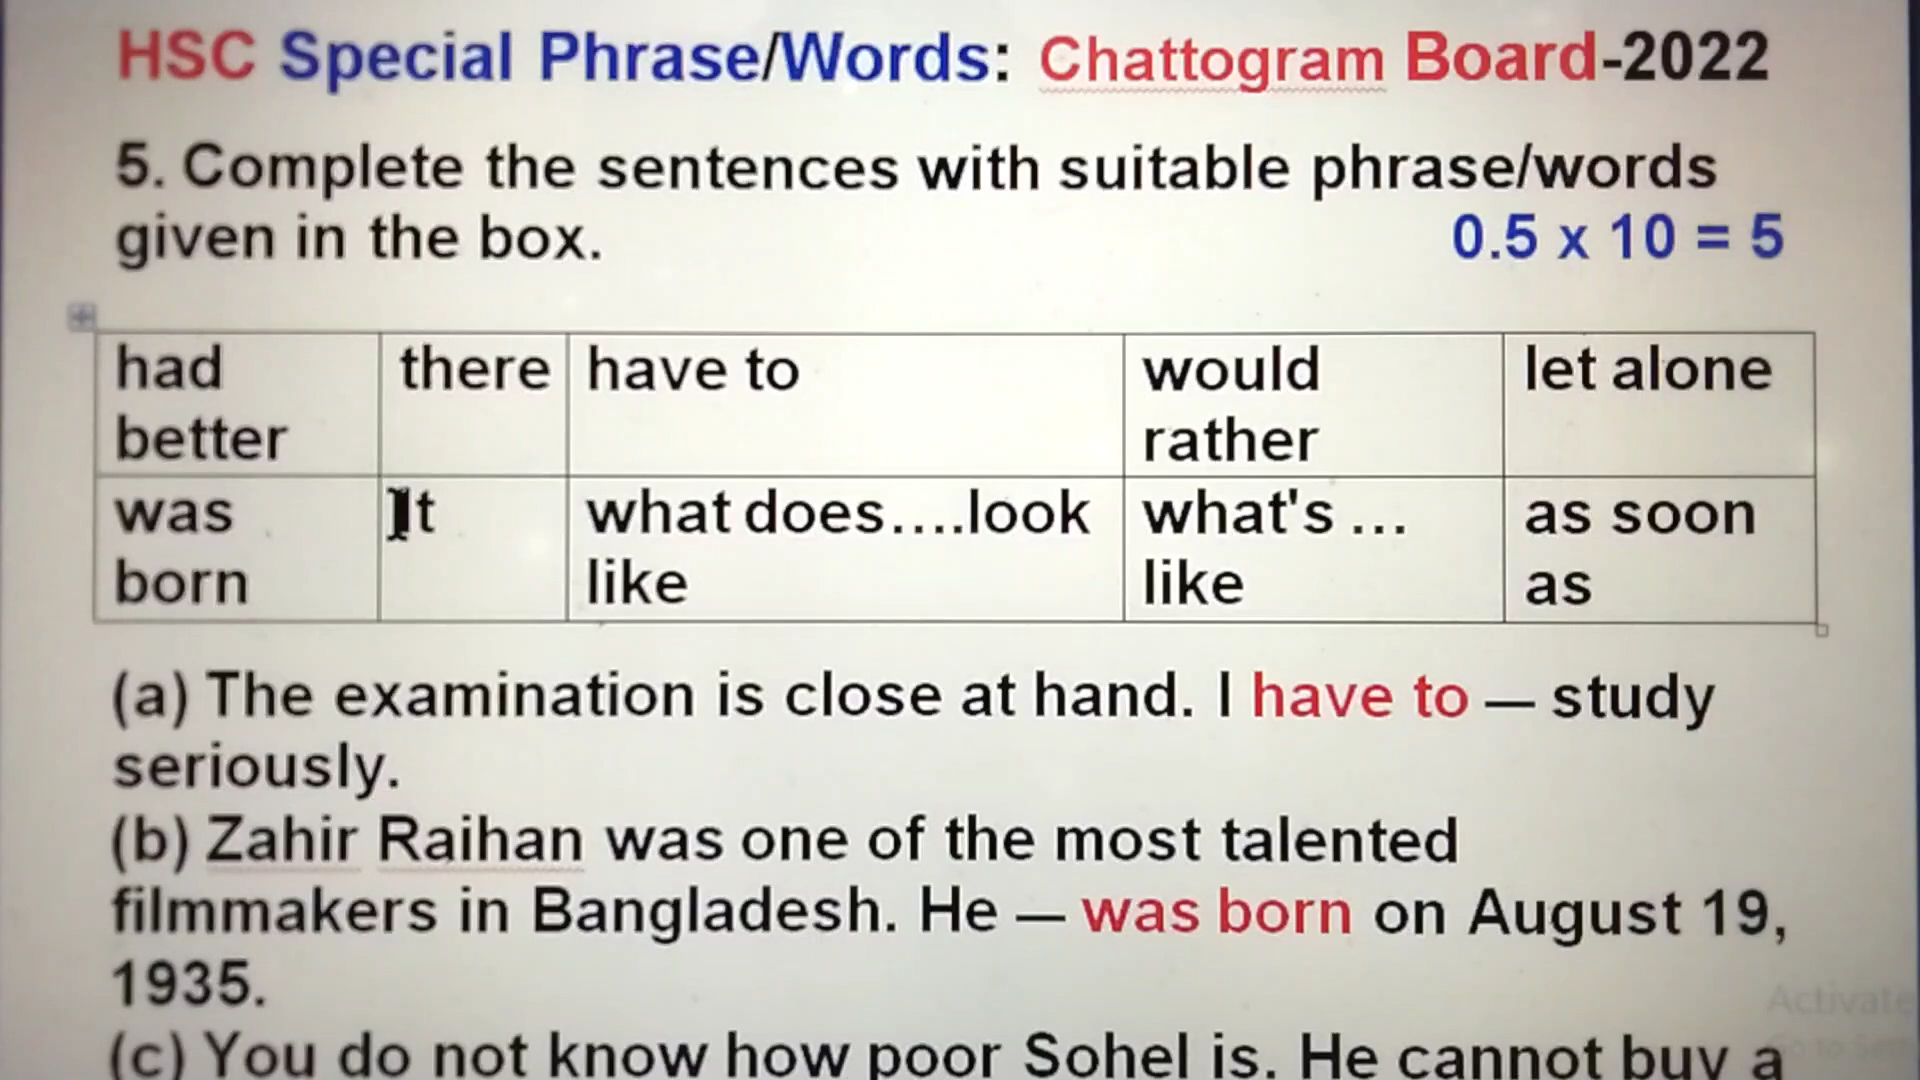 HSC Special Phrase/Words: Chattogram Board-2022
5. Complete the sentences with suitable phrase/words
given in the box. 0.5 x 10 = 5
had better
there
have to
would rather
let alone
was born
It
what does....look like
what's ... like
as soon as
(a) The examination is close at hand. I have to — study
seriously.
(b) Zahir Raihan was one of the most talented
filmmakers in Bangladesh. He — was born on August 19,
1935.
(c) You do not know how poor Sohel is. He cannot buy a
Activate
Go to Sett